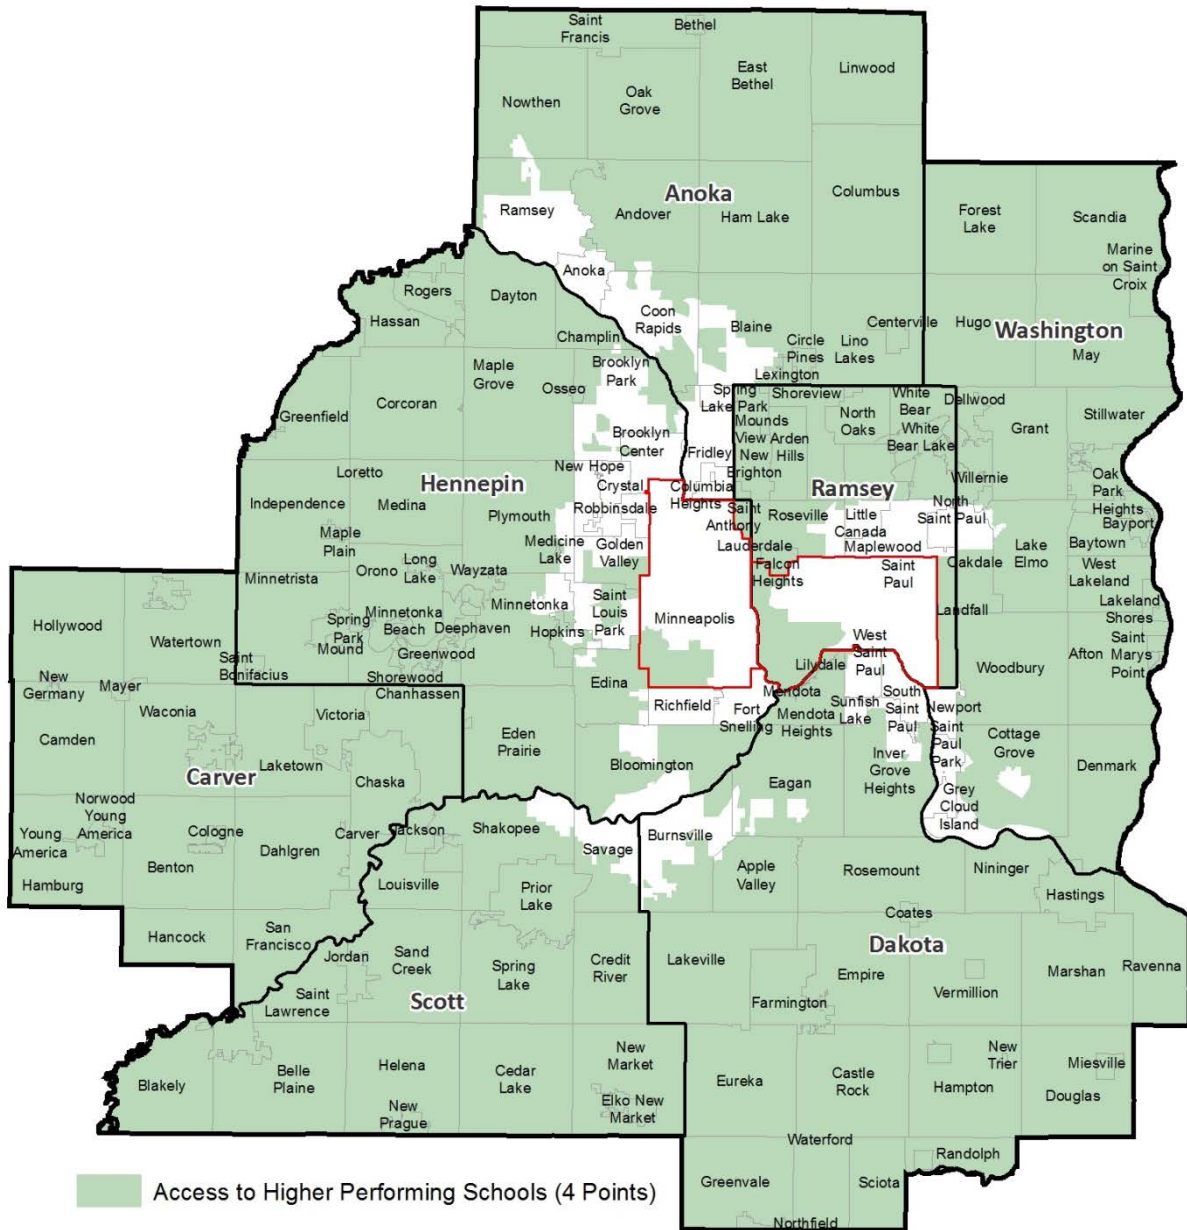 Saint
Francis
Bethel
East
Bethel
Linwood
Nowthen
Oak
Grove
Anoka
Ramsey
Andover
Ham Lake
Columbus
Forest
Lake
Scandia
Marine
on Saint
Croix
Anoka
Rogers
Dayton
Hassan
Coon
Rapids
Blaine
Centerville
Hugo
Washington
May
Champlin
Circle
Pines
Lino
Lakes
Lexington
Brooklyn
Park
Maple
Grove
Osseo
Corcoran
Greenfield
Spring
Lake Park
Shoreview
White
Bear
Dellwood
Stillwater
Mounds
View
North
Oaks
White
Bear Lake
Grant
Arden
Hills
New
Brighton
Brooklyn
Center
Fridley
Loretto
Hennepin
New Hope
Crystal
Columbia
Heights
Ramsey
Willernie
Oak
Park
Heights
Bayport
Independence
Medina
Plymouth
Robbinsdale
Saint
Anthony
Roseville
Little
Canada
North
Saint Paul
Maple
Plain
Medicine
Lake
Golden
Valley
Lauderdale
Maplewood
Lake
Elmo
Baytown
Minnetrista
Orono
Long
Lake
Wayzata
Falcon
Heights
Saint
Paul
Oakdale
West
Lakeland
Hollywood
Watertown
Spring
Park
Mound
Minnetonka
Beach
Deephaven
Greenwood
Minnetonka
Hopkins
Saint
Louis
Park
Minneapolis
Landfall
Lakeland
Shores
Saint
Marys
Point
Saint
Bonifacius
Shorewood
Chanhassen
Edina
West
Saint
Paul
Lilydale
Woodbury
Afton
New
Germany
Mayer
Waconia
Victoria
Richfield
Fort
Snelling
Mendota
Mendota
Heights
Sunfish
Lake
South
Saint
Paul
Newport
Saint
Paul
Park
Camden
Laketown
Eden
Prairie
Bloomington
Eagan
Inver
Grove
Heights
Cottage
Grove
Denmark
Carver
Chaska
Grey
Cloud
Island
Norwood
Young
America
Young
America
Cologne
Dahlgren
Carver
Jackson
Shakopee
Savage
Burnsville
Benton
Hamburg
Louisville
Prior
Lake
Apple
Valley
Rosemount
Nininger
Hastings
Coates
Hancock
San
Francisco
Jordan
Sand
Creek
Spring
Lake
Credit
River
Lakeville
Dakota
Empire
Marshan
Ravenna
Saint
Lawrence
Scott
Farmington
Vermillion
Blakely
Belle
Plaine
Helena
Cedar
Lake
New
Market
Eureka
Castle
Rock
New
Trier
Hampton
Miesville
Douglas
New
Prague
Elko New
Market
Waterford
Randolph
Greenvale
Sciota
Northfield
Access to Higher Performing Schools (4 Points)